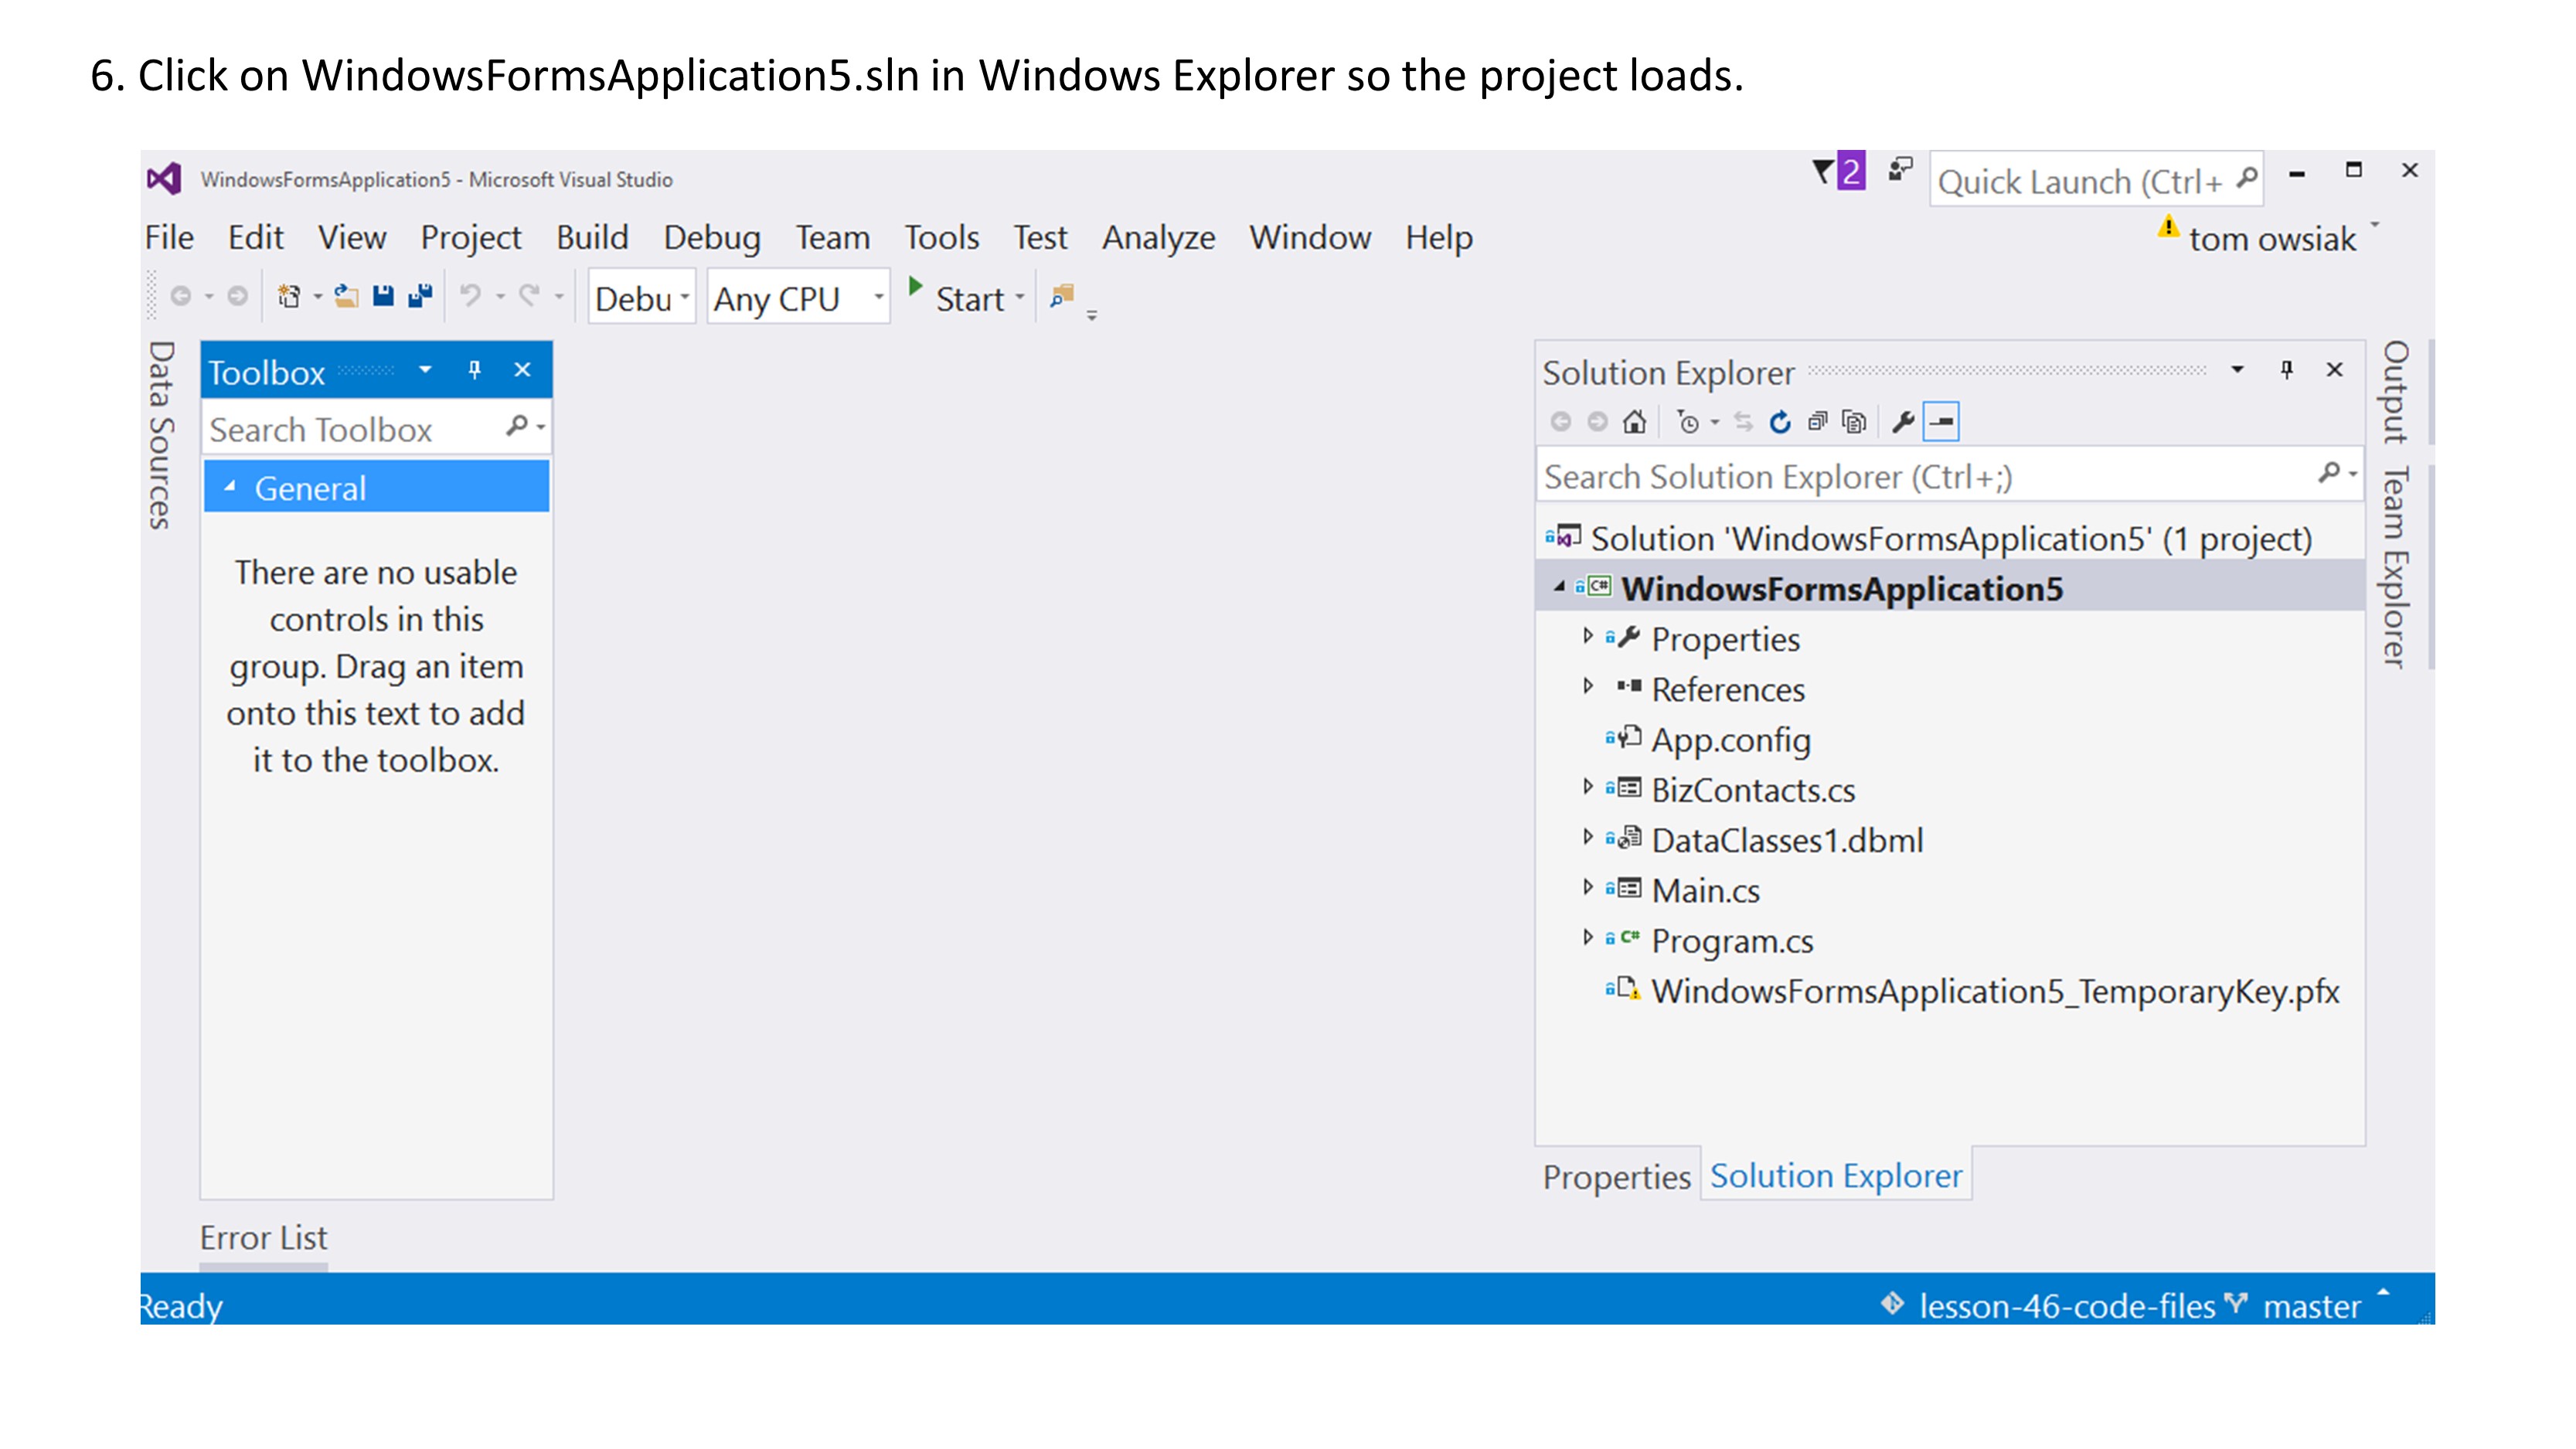 6. Click on WindowsFormsApplication5.sln in Windows Explorer so the project loads.
WindowsFormsApplication5 - Microsoft Visual Studio
2
Quick Launch (Ctrl+
File Edit View Project Build Debug Team Tools Test Analyze Window Help
tom owsiak
Debu Any CPU Start
Data Sources
Toolbox
Search Toolbox
General
There are no usable
controls in this
group. Drag an item
onto this text to add
it to the toolbox.
Solution Explorer
Search Solution Explorer (Ctrl+;)
Solution 'WindowsFormsApplication5' (1 project)
C# WindowsFormsApplication5
Properties
References
App.config
BizContacts.cs
DataClasses1.dbml
Main.cs
C# Program.cs
WindowsFormsApplication5_TemporaryKey.pfx
Properties Solution Explorer
Output
Team Explorer
Error List
Ready
lesson-46-code-files master